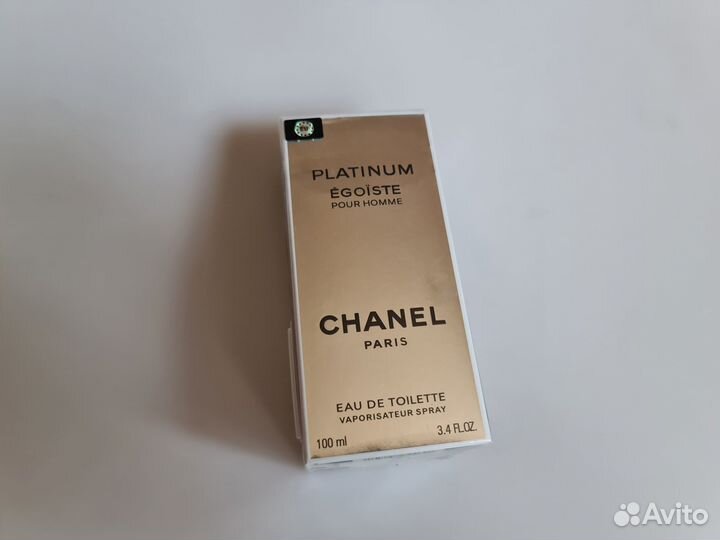 PLATINUM
ÉGOÏSTE
POUR HOMME
CHANEL
PARIS
EAU DE TOILETTE
VAPORISATEUR SPRAY
100 ml 3.4 FL.OZ.
Avito